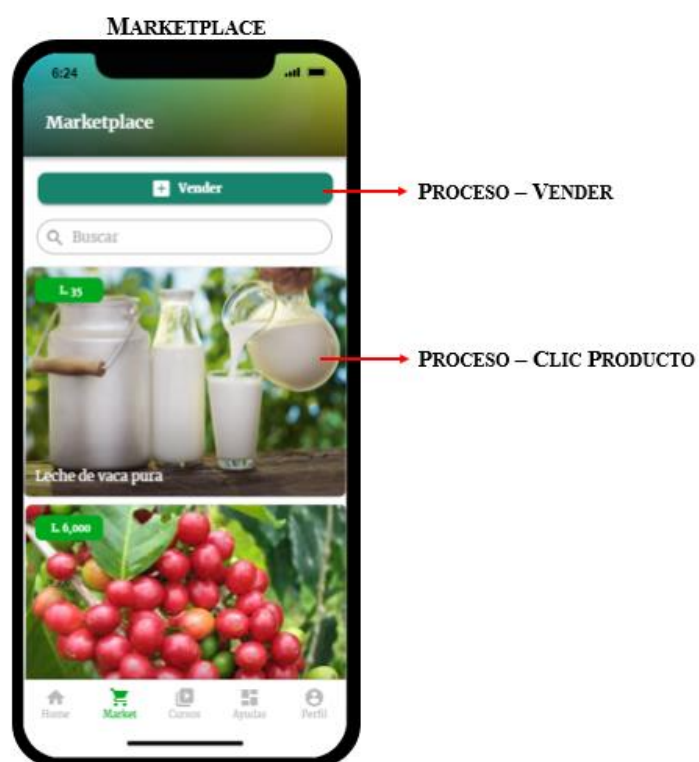 MARKETPLACE
6:24
Marketplace
Vender
PROCESO – VENDER
Buscar
L. 35
PROCESO – CLIC PRODUCTO
Leche de vaca pura
L. 6,000
Home Market Cursos Ayudas Perfil